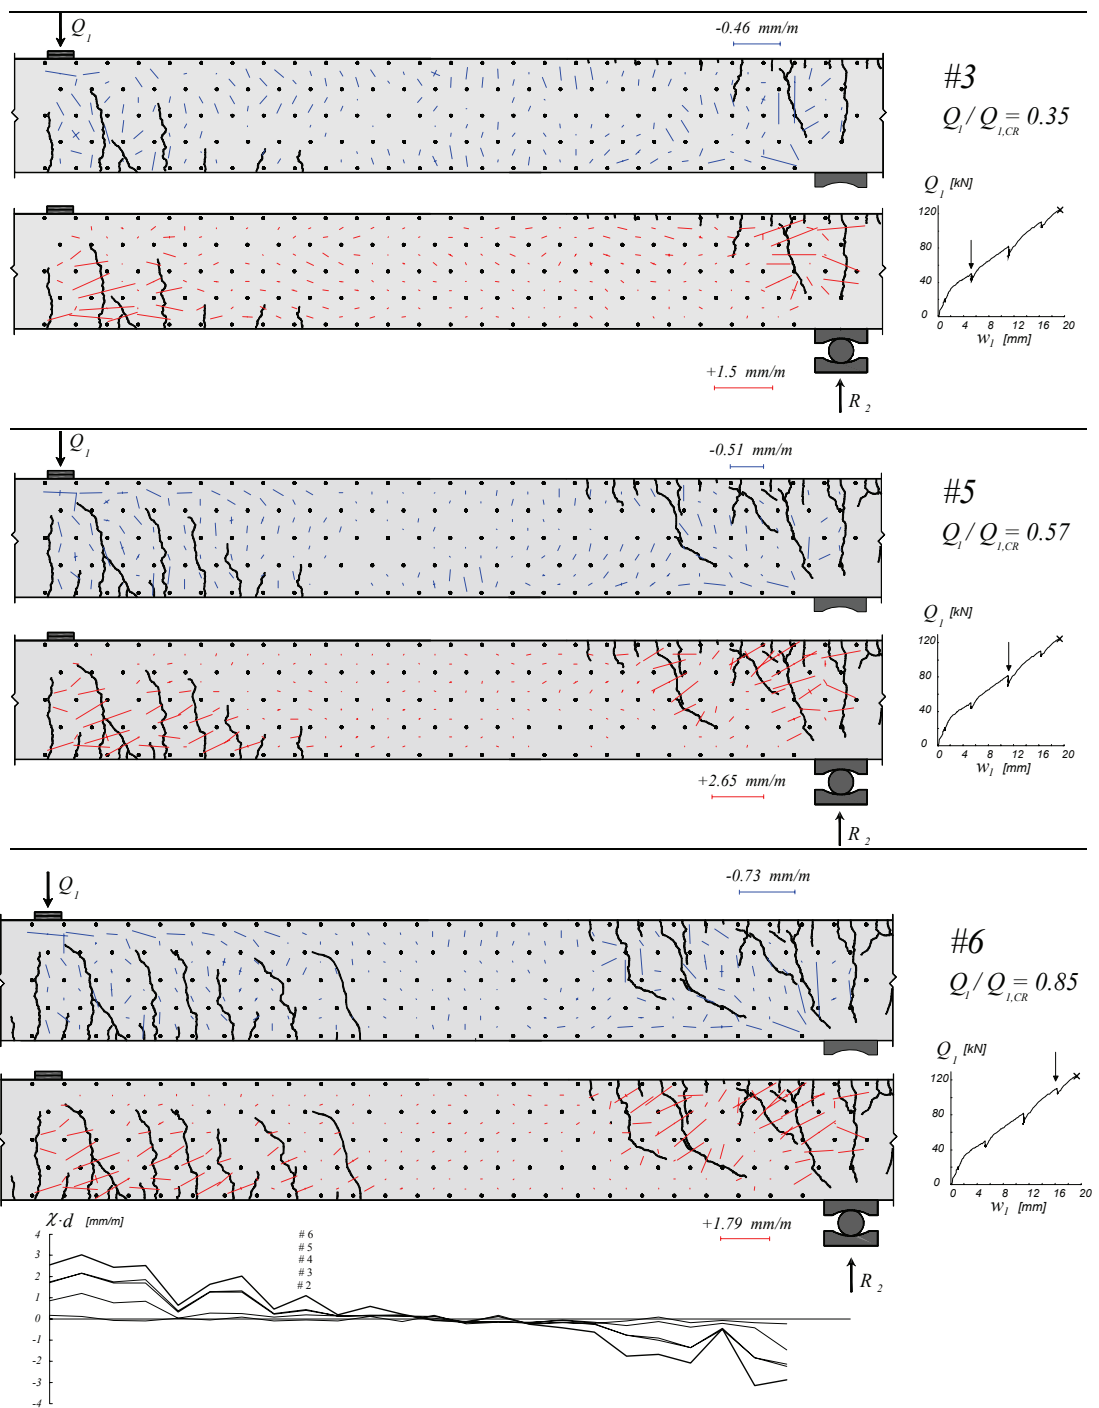 Q1
-0.46 mm/m
#3
Q1 / Q1,CR = 0.35
Q1 [kN]
120
80
40
0
0 4 8 12 16 20
w1 [mm]
+1.5 mm/m
R2
Q1
-0.51 mm/m
#5
Q1 / Q1,CR = 0.57
Q1 [kN]
120
80
40
0
0 4 8 12 16 20
w1 [mm]
+2.65 mm/m
R2
Q1
-0.73 mm/m
#6
Q1 / Q1,CR = 0.85
Q1 [kN]
120
80
40
0
0 4 8 12 16 20
w1 [mm]
+1.79 mm/m
R2
χ·d [mm/m]
4
3
2
1
0
-1
-2
-3
-4
#6
#5
#4
#3
#2